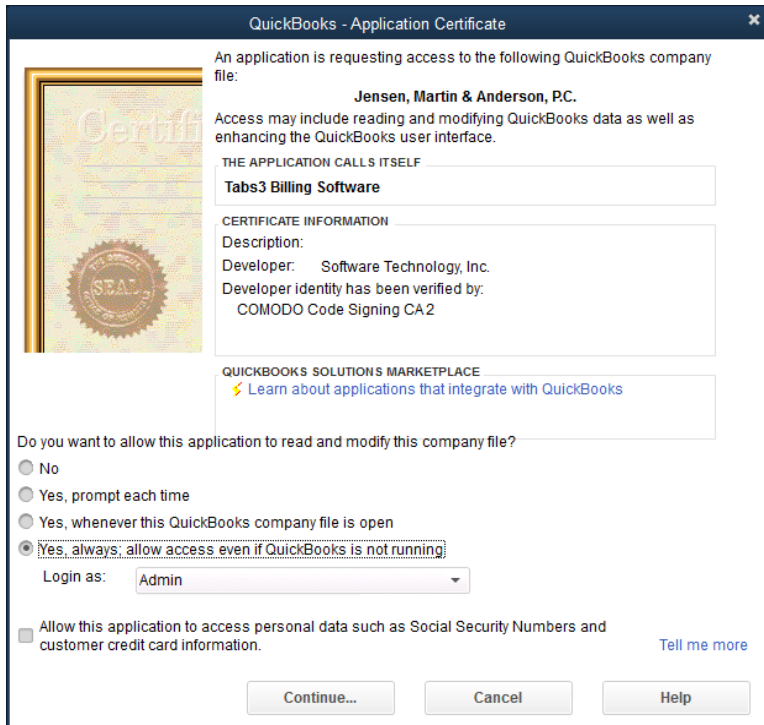 QuickBooks - Application Certificate
An application is requesting access to the following QuickBooks company
file:
Jensen, Martin & Anderson, P.C.
Access may include reading and modifying QuickBooks data as well as
enhancing the QuickBooks user interface.
THE APPLICATION CALLS ITSELF
Tabs3 Billing Software
CERTIFICATE INFORMATION
Description:
Developer: Software Technology, Inc.
Developer identity has been verified by:
COMODO Code Signing CA 2
QUICKBOOKS SOLUTIONS MARKETPLACE
Learn about applications that integrate with QuickBooks
Certifi
SEAL
Do you want to allow this application to read and modify this company file?
No
Yes, prompt each time
Yes, whenever this QuickBooks company file is open
Yes, always; allow access even if QuickBooks is not running
Login as: Admin
Allow this application to access personal data such as Social Security Numbers and
customer credit card information.
Tell me more
Continue...
Cancel
Help